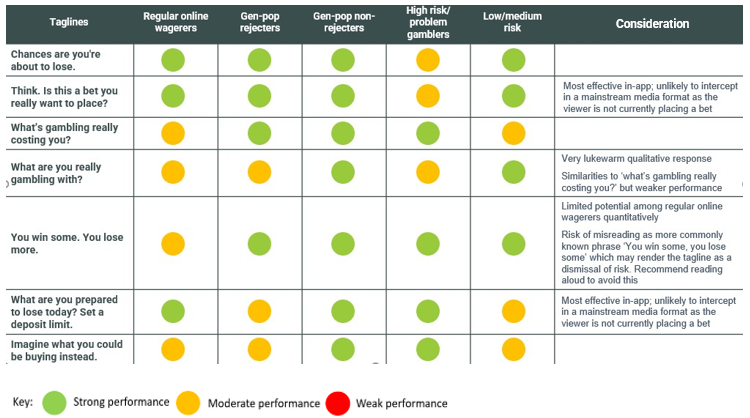 Taglines
Regular online
wagerers
Gen-pop
rejecters
Gen-pop non-
rejecters
High risk/
problem
gamblers
Low/medium
risk
Consideration
Chances are you're
about to lose.
Think. Is this a bet you
really want to place?
Most effective in-app; unlikely to intercept
in a mainstream media format as the
viewer is not currently placing a bet
What's gambling really
costing you?
What are you really
gambling with?
Very lukewarm qualitative response
Similarities to 'what's gambling really
costing you?' but weaker performance
You win some. You lose
more.
Limited potential among regular online
wagerers quantitatively
Risk of misreading as more commonly
known phrase 'You win some, you lose
some' which may render the tagline as a
dismissal of risk. Recommend reading
aloud to avoid this
What are you prepared
to lose today? Set a
deposit limit.
Most effective in-app; unlikely to intercept
in a mainstream media format as the
viewer is not currently placing a bet
Imagine what you could
be buying instead.
Key:
Strong performance
Moderate performance
Weak performance